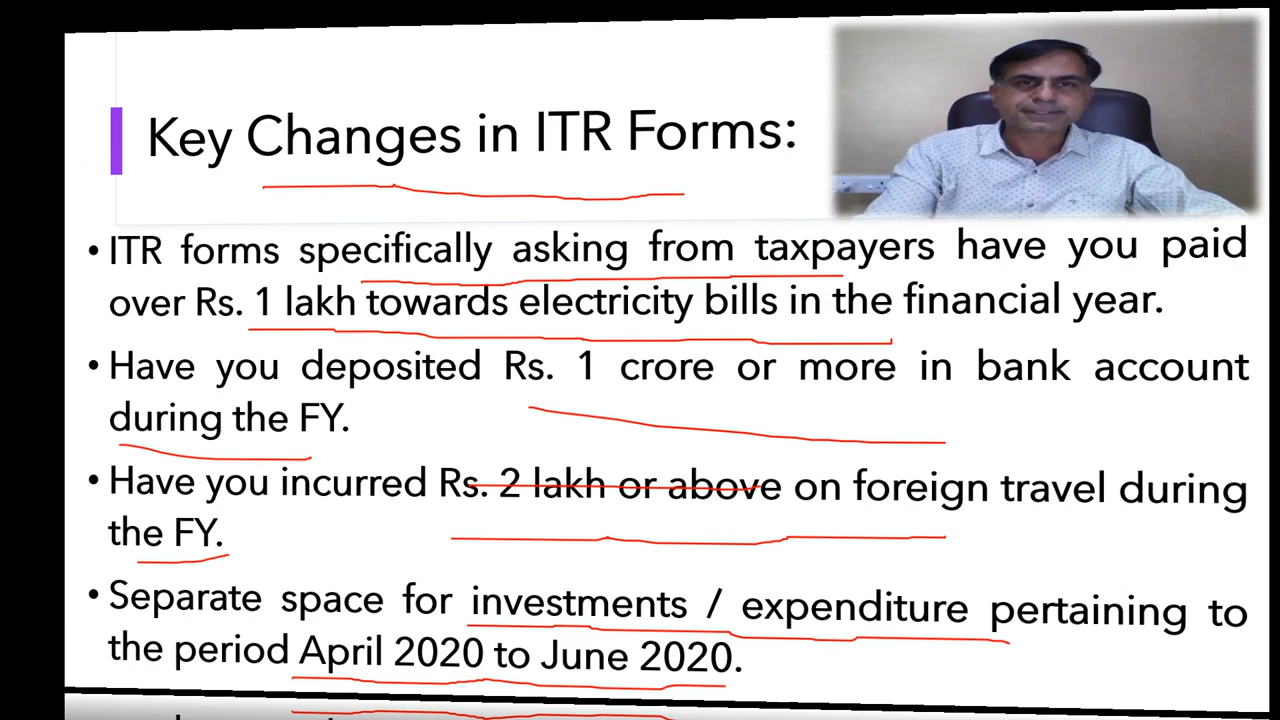 Key Changes in ITR Forms:
• ITR forms specifically asking from taxpayers have you paid
over Rs. 1 lakh towards electricity bills in the financial year.
• Have you deposited Rs. 1 crore or more in bank account
during the FY.
• Have you incurred Rs. 2 lakh or above on foreign travel during
the FY.
• Separate space for investments / expenditure pertaining to
the period April 2020 to June 2020.